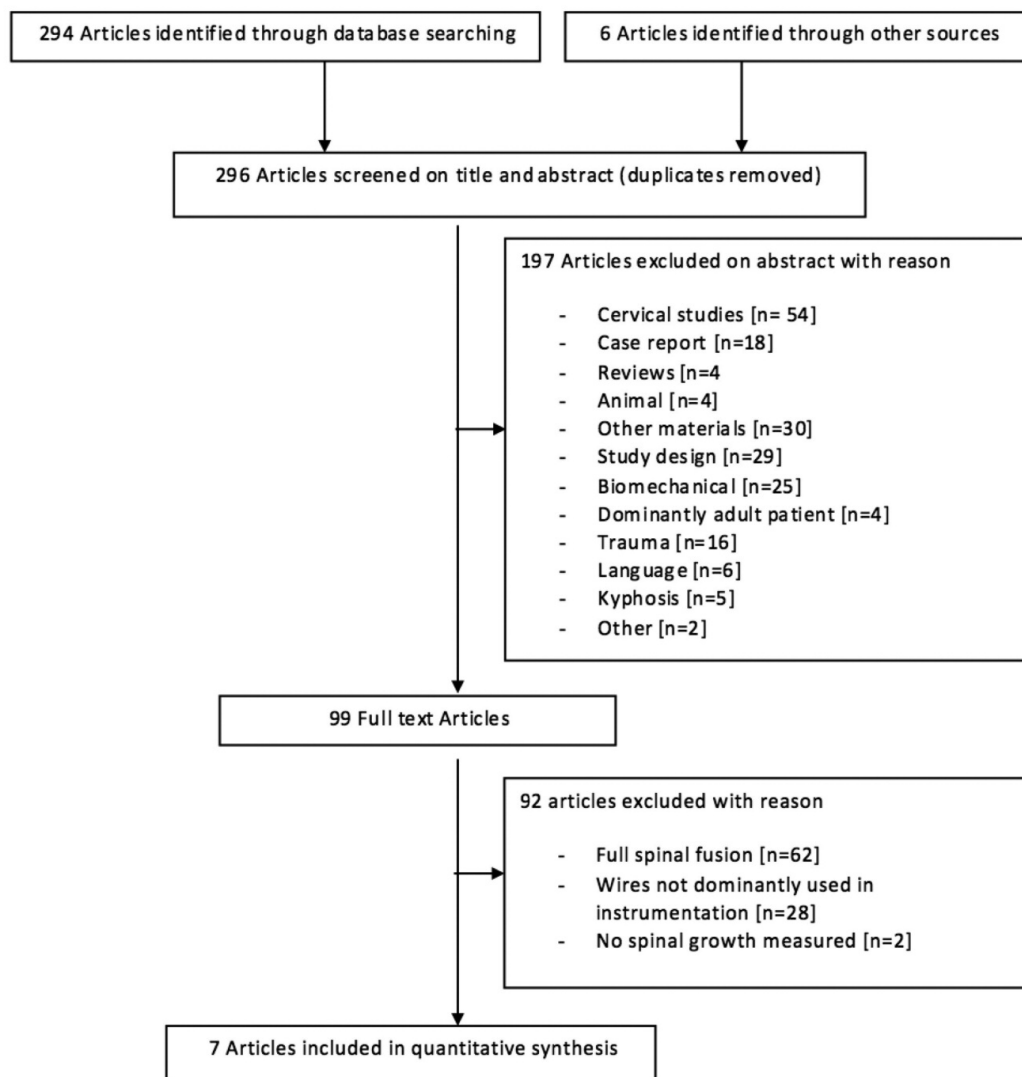 294 Articles identified through database searching
6 Articles identified through other sources
296 Articles screened on title and abstract (duplicates removed)
197 Articles excluded on abstract with reason
- Cervical studies [n= 54]
- Case report [n=18]
- Reviews [n=4
- Animal [n=4]
- Other materials [n=30]
- Study design [n=29]
- Biomechanical [n=25]
- Dominantly adult patient [n=4]
- Trauma [n=16]
- Language [n=6]
- Kyphosis [n=5]
- Other [n=2]
99 Full text Articles
92 articles excluded with reason
- Full spinal fusion [n=62]
- Wires not dominantly used in
instrumentation [n=28]
- No spinal growth measured [n=2]
7 Articles included in quantitative synthesis